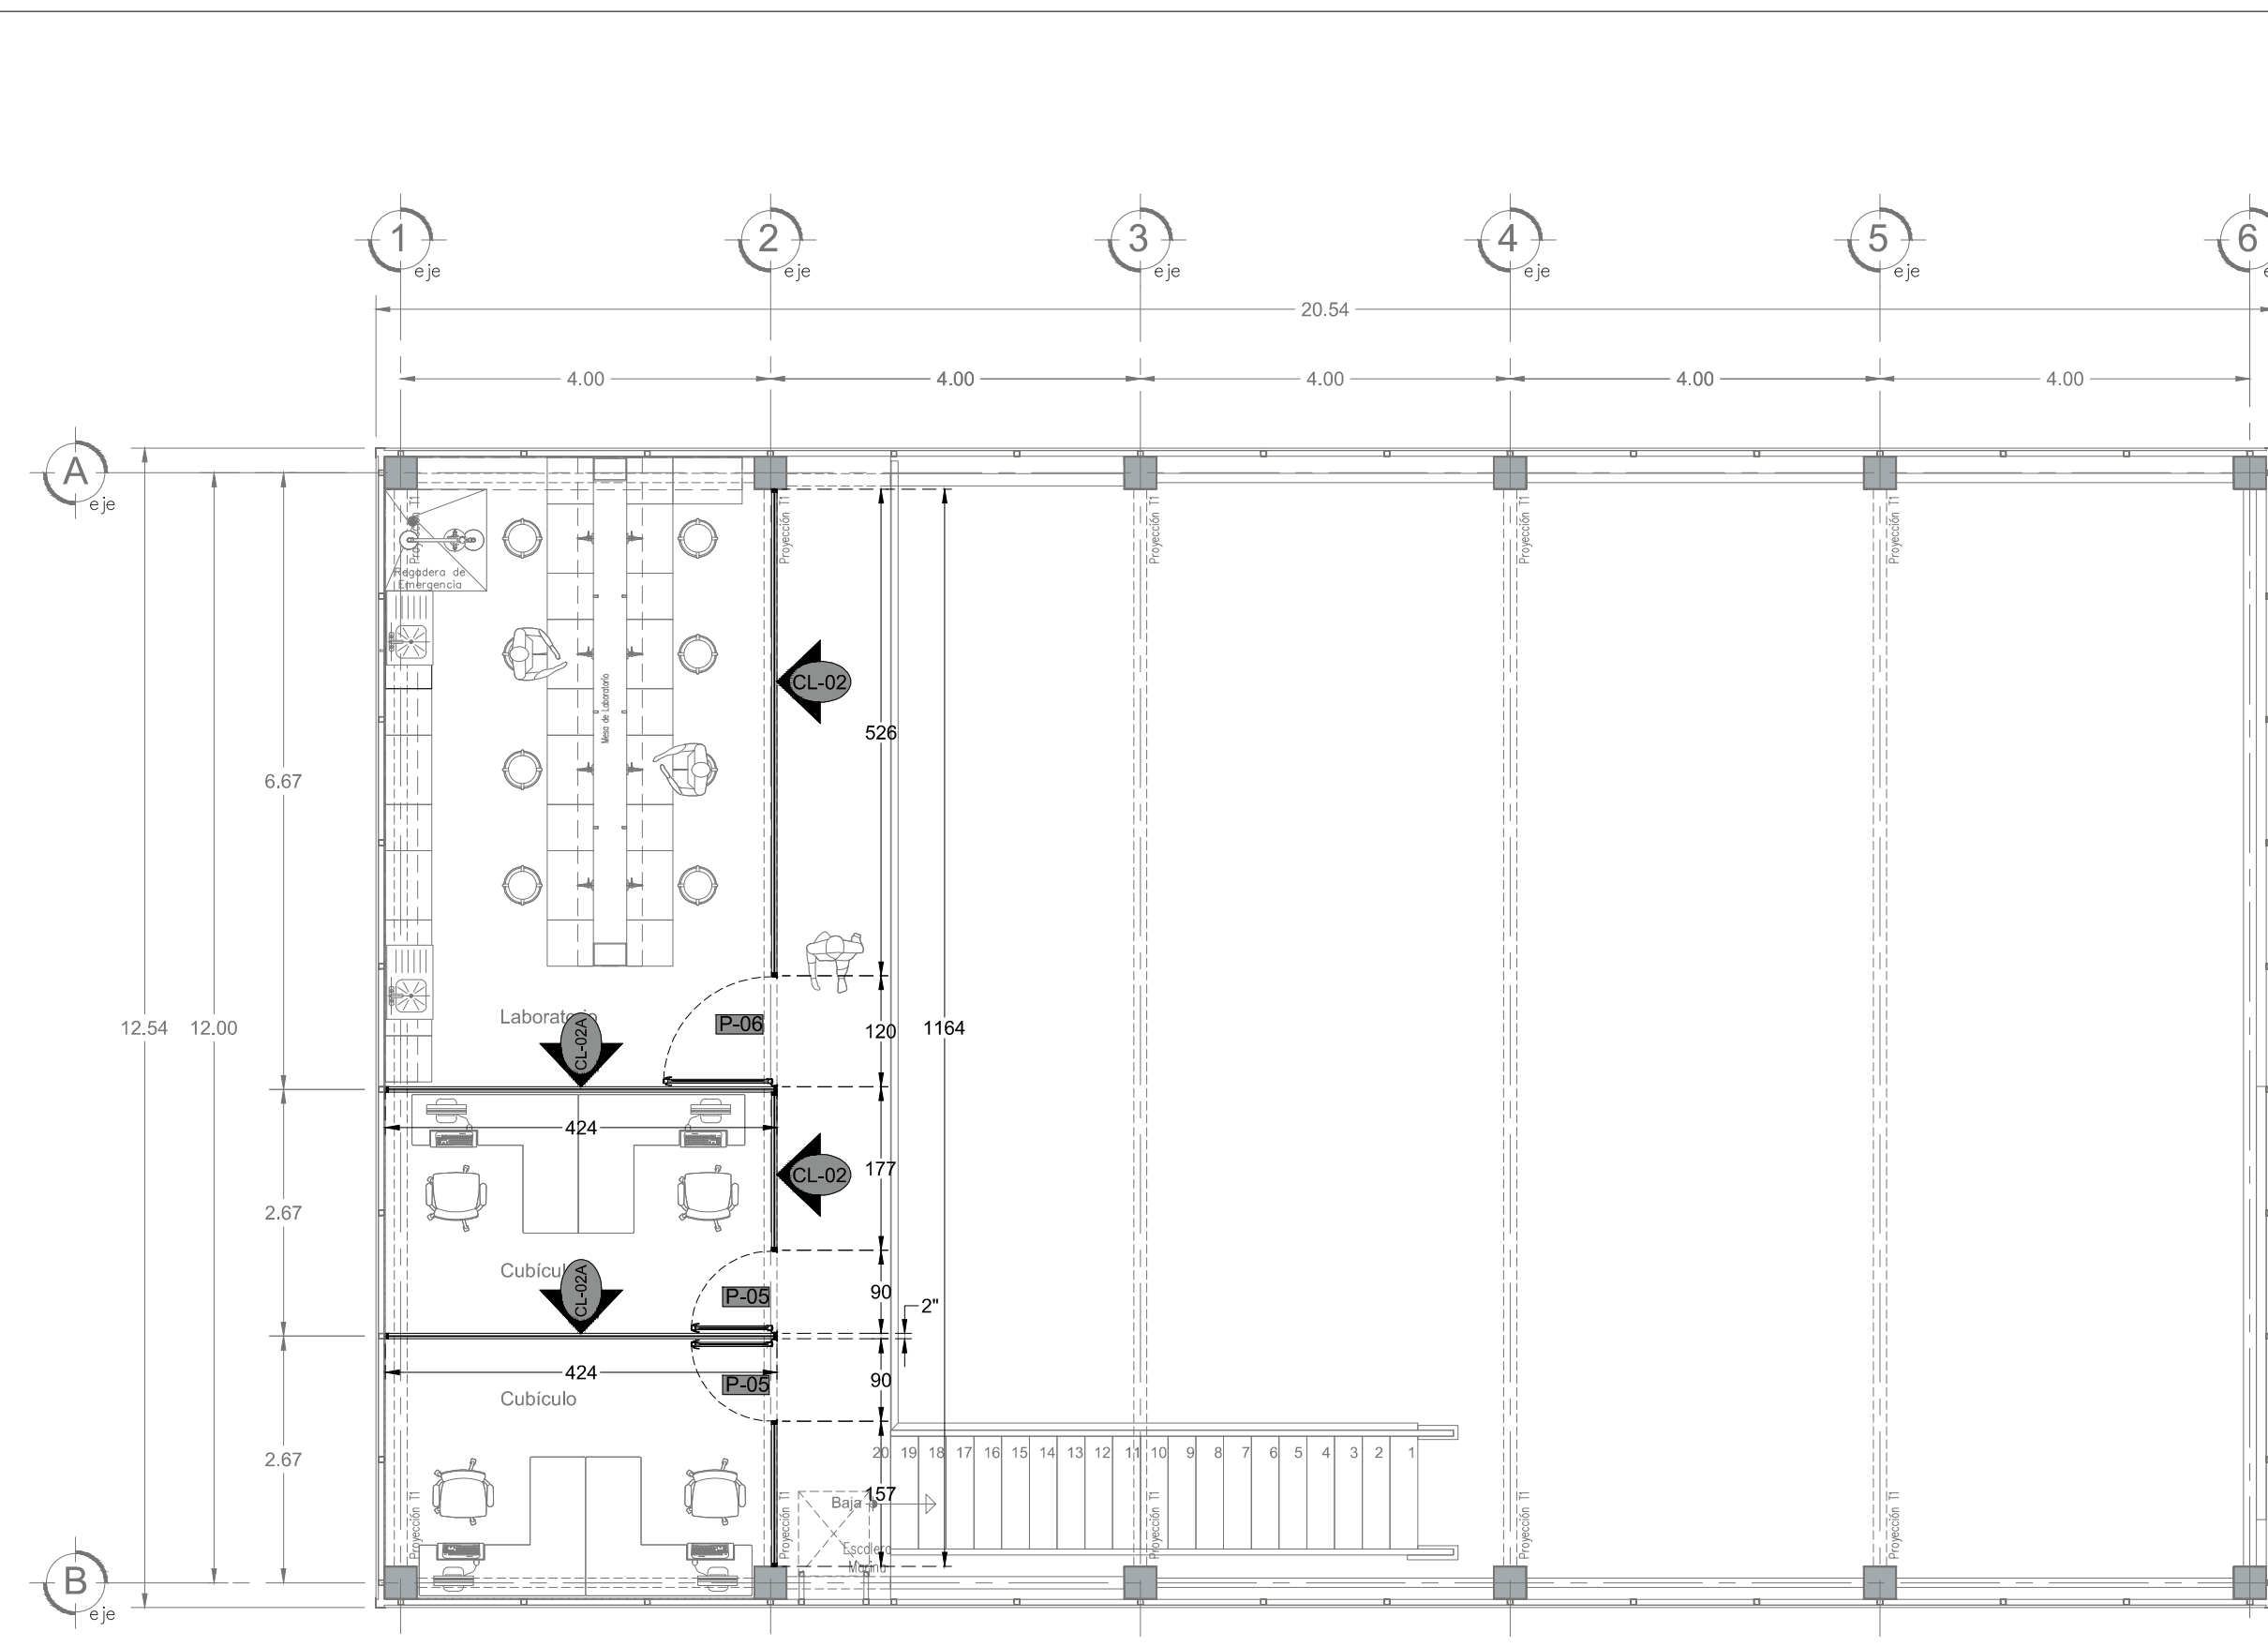 1 2 3 4 5 6
eje eje eje eje eje
20.54
4.00 4.00 4.00 4.00 4.00
A
eje
Proyección T1
Proyección T1
Proyección T1
Proyección T1
Proyección T1
Regadera de
Emergencia
Mesa de Laboratorio
CL-02
526
6.67
Laboratorio
P-06
CL-02A
12.54 12.00
120 1164
424
CL-02
177
2.67
Cubículo
CL-02A
P-05
90
2"
424
P-05
90
Cubículo
2.67
20 19 18 17 16 15 14 13 12 11 10 9 8 7 6 5 4 3 2 1
Baja
157
Escalera
Marina
Proyección T1
Proyección T1
Proyección T1
Proyección T1
Proyección T1
B
eje